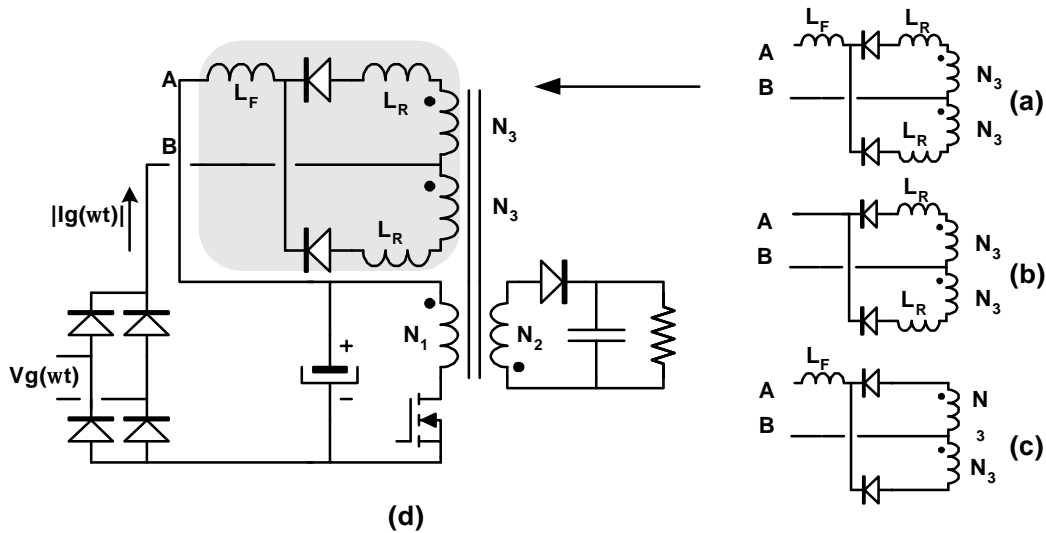 A
L_F
L_R
N_3
B
N_3
L_R
|Ig(wt)|
Vg(wt)
+
−
N_1
N_2
(d)
L_F
L_R
A
B
N_3
N_3
L_R
(a)
L_R
A
B
N_3
N_3
L_R
(b)
L_F
A
B
N
3
N_3
(c)